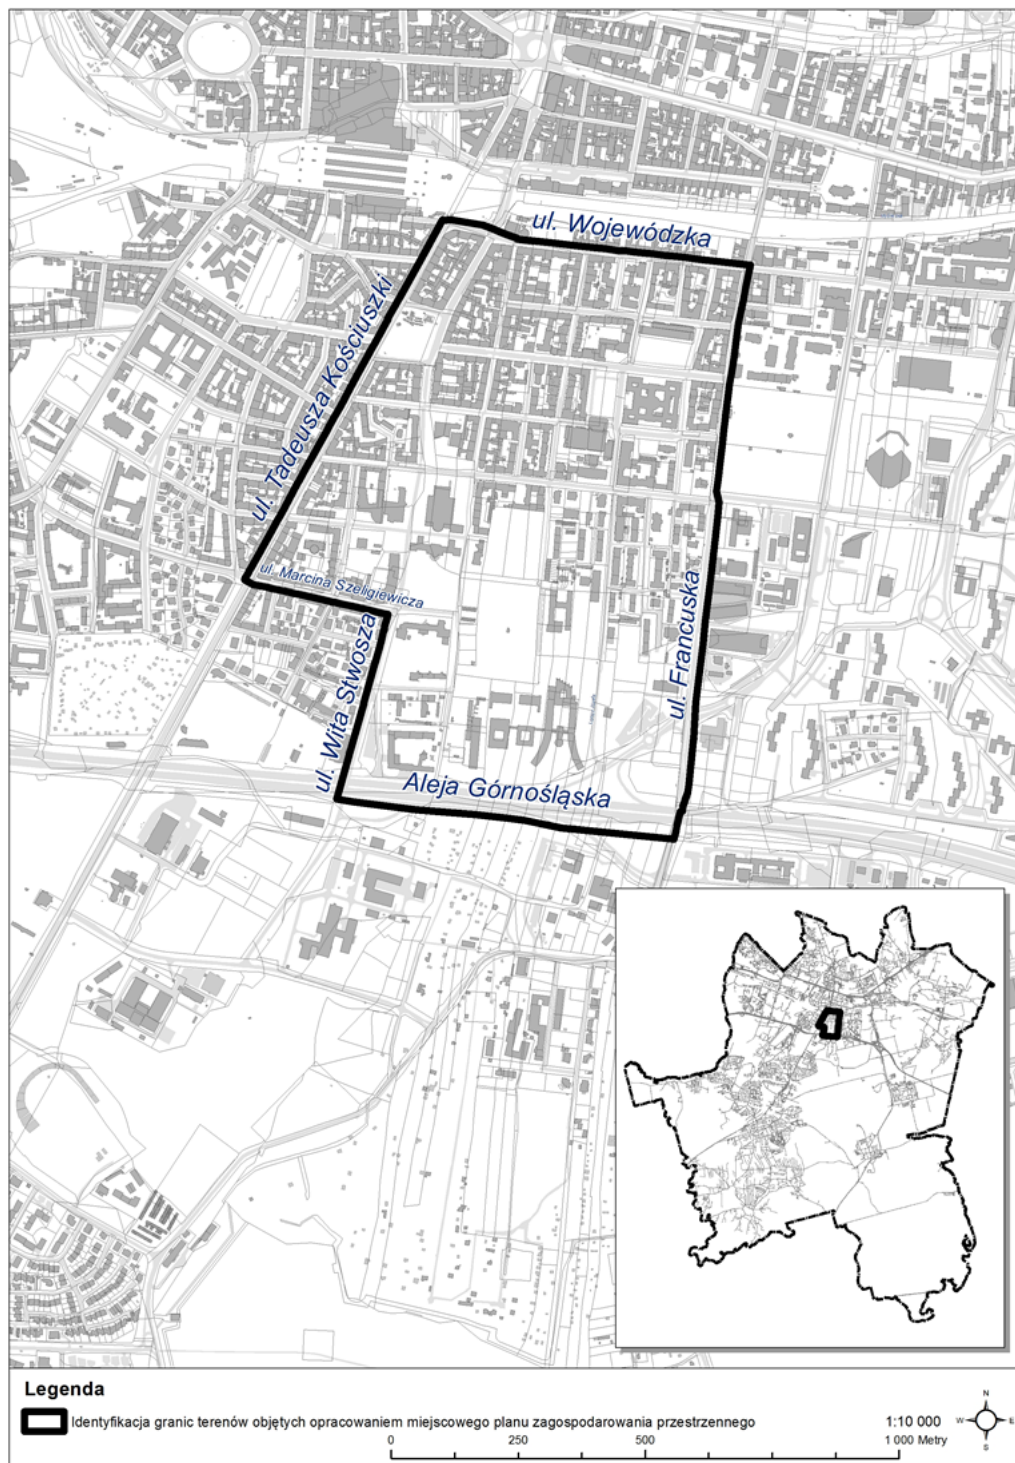 ul. Wojewódzka
ul. Tadeusza Kościuszki
ul. Marcina Szeligiewicza
ul. Wita Stwosza
ul. Francuska
Aleja Górnośląska
Legenda
Identyfikacja granic terenów objętych opracowaniem miejscowego planu zagospodarowania przestrzennego
1:10 000
N
W
E
S
0 250 500 1 000 Metry